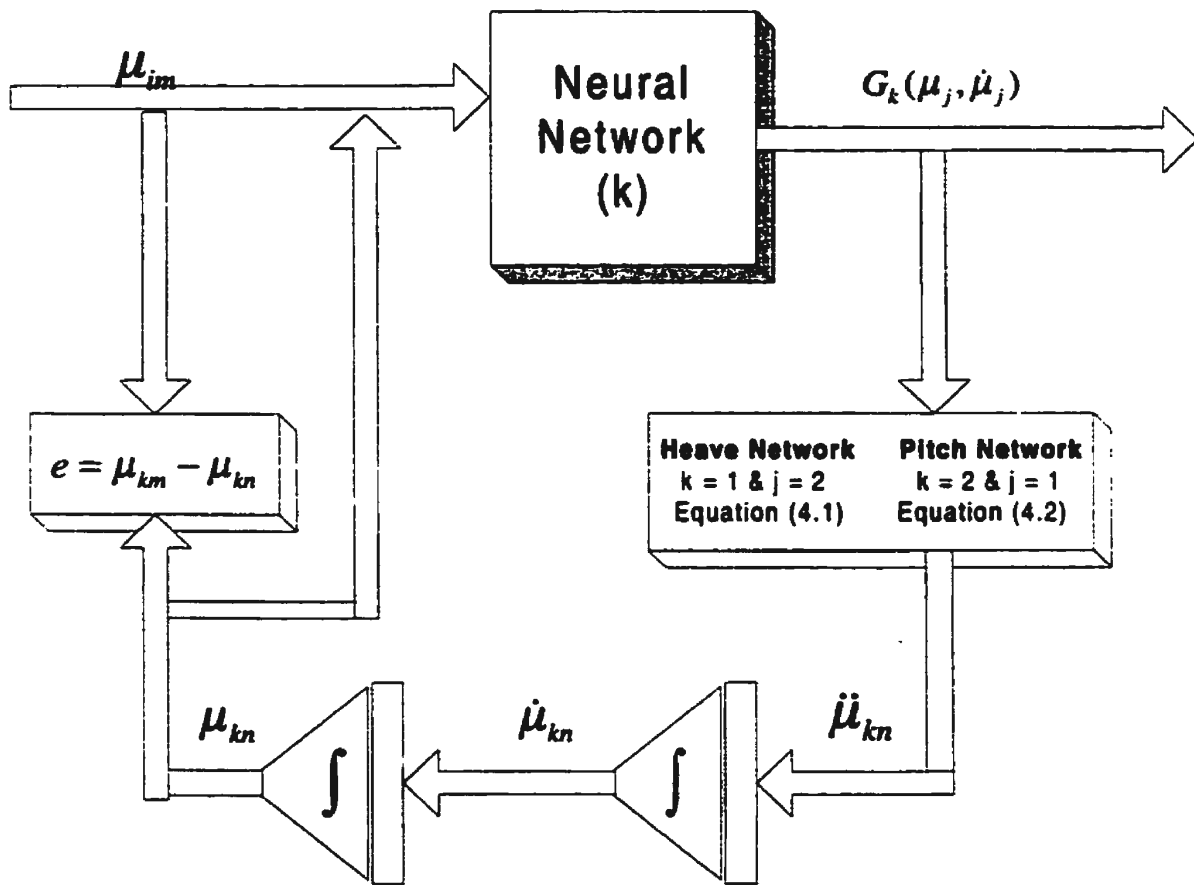 μ_im
Neural
Network
(k)
G_k(μ_j, μ̇_j)
e = μ_km − μ_kn
Heave Network
k = 1 & j = 2
Equation (4.1)
Pitch Network
k = 2 & j = 1
Equation (4.2)
μ_kn
∫
μ̇_kn
∫
μ̈_kn